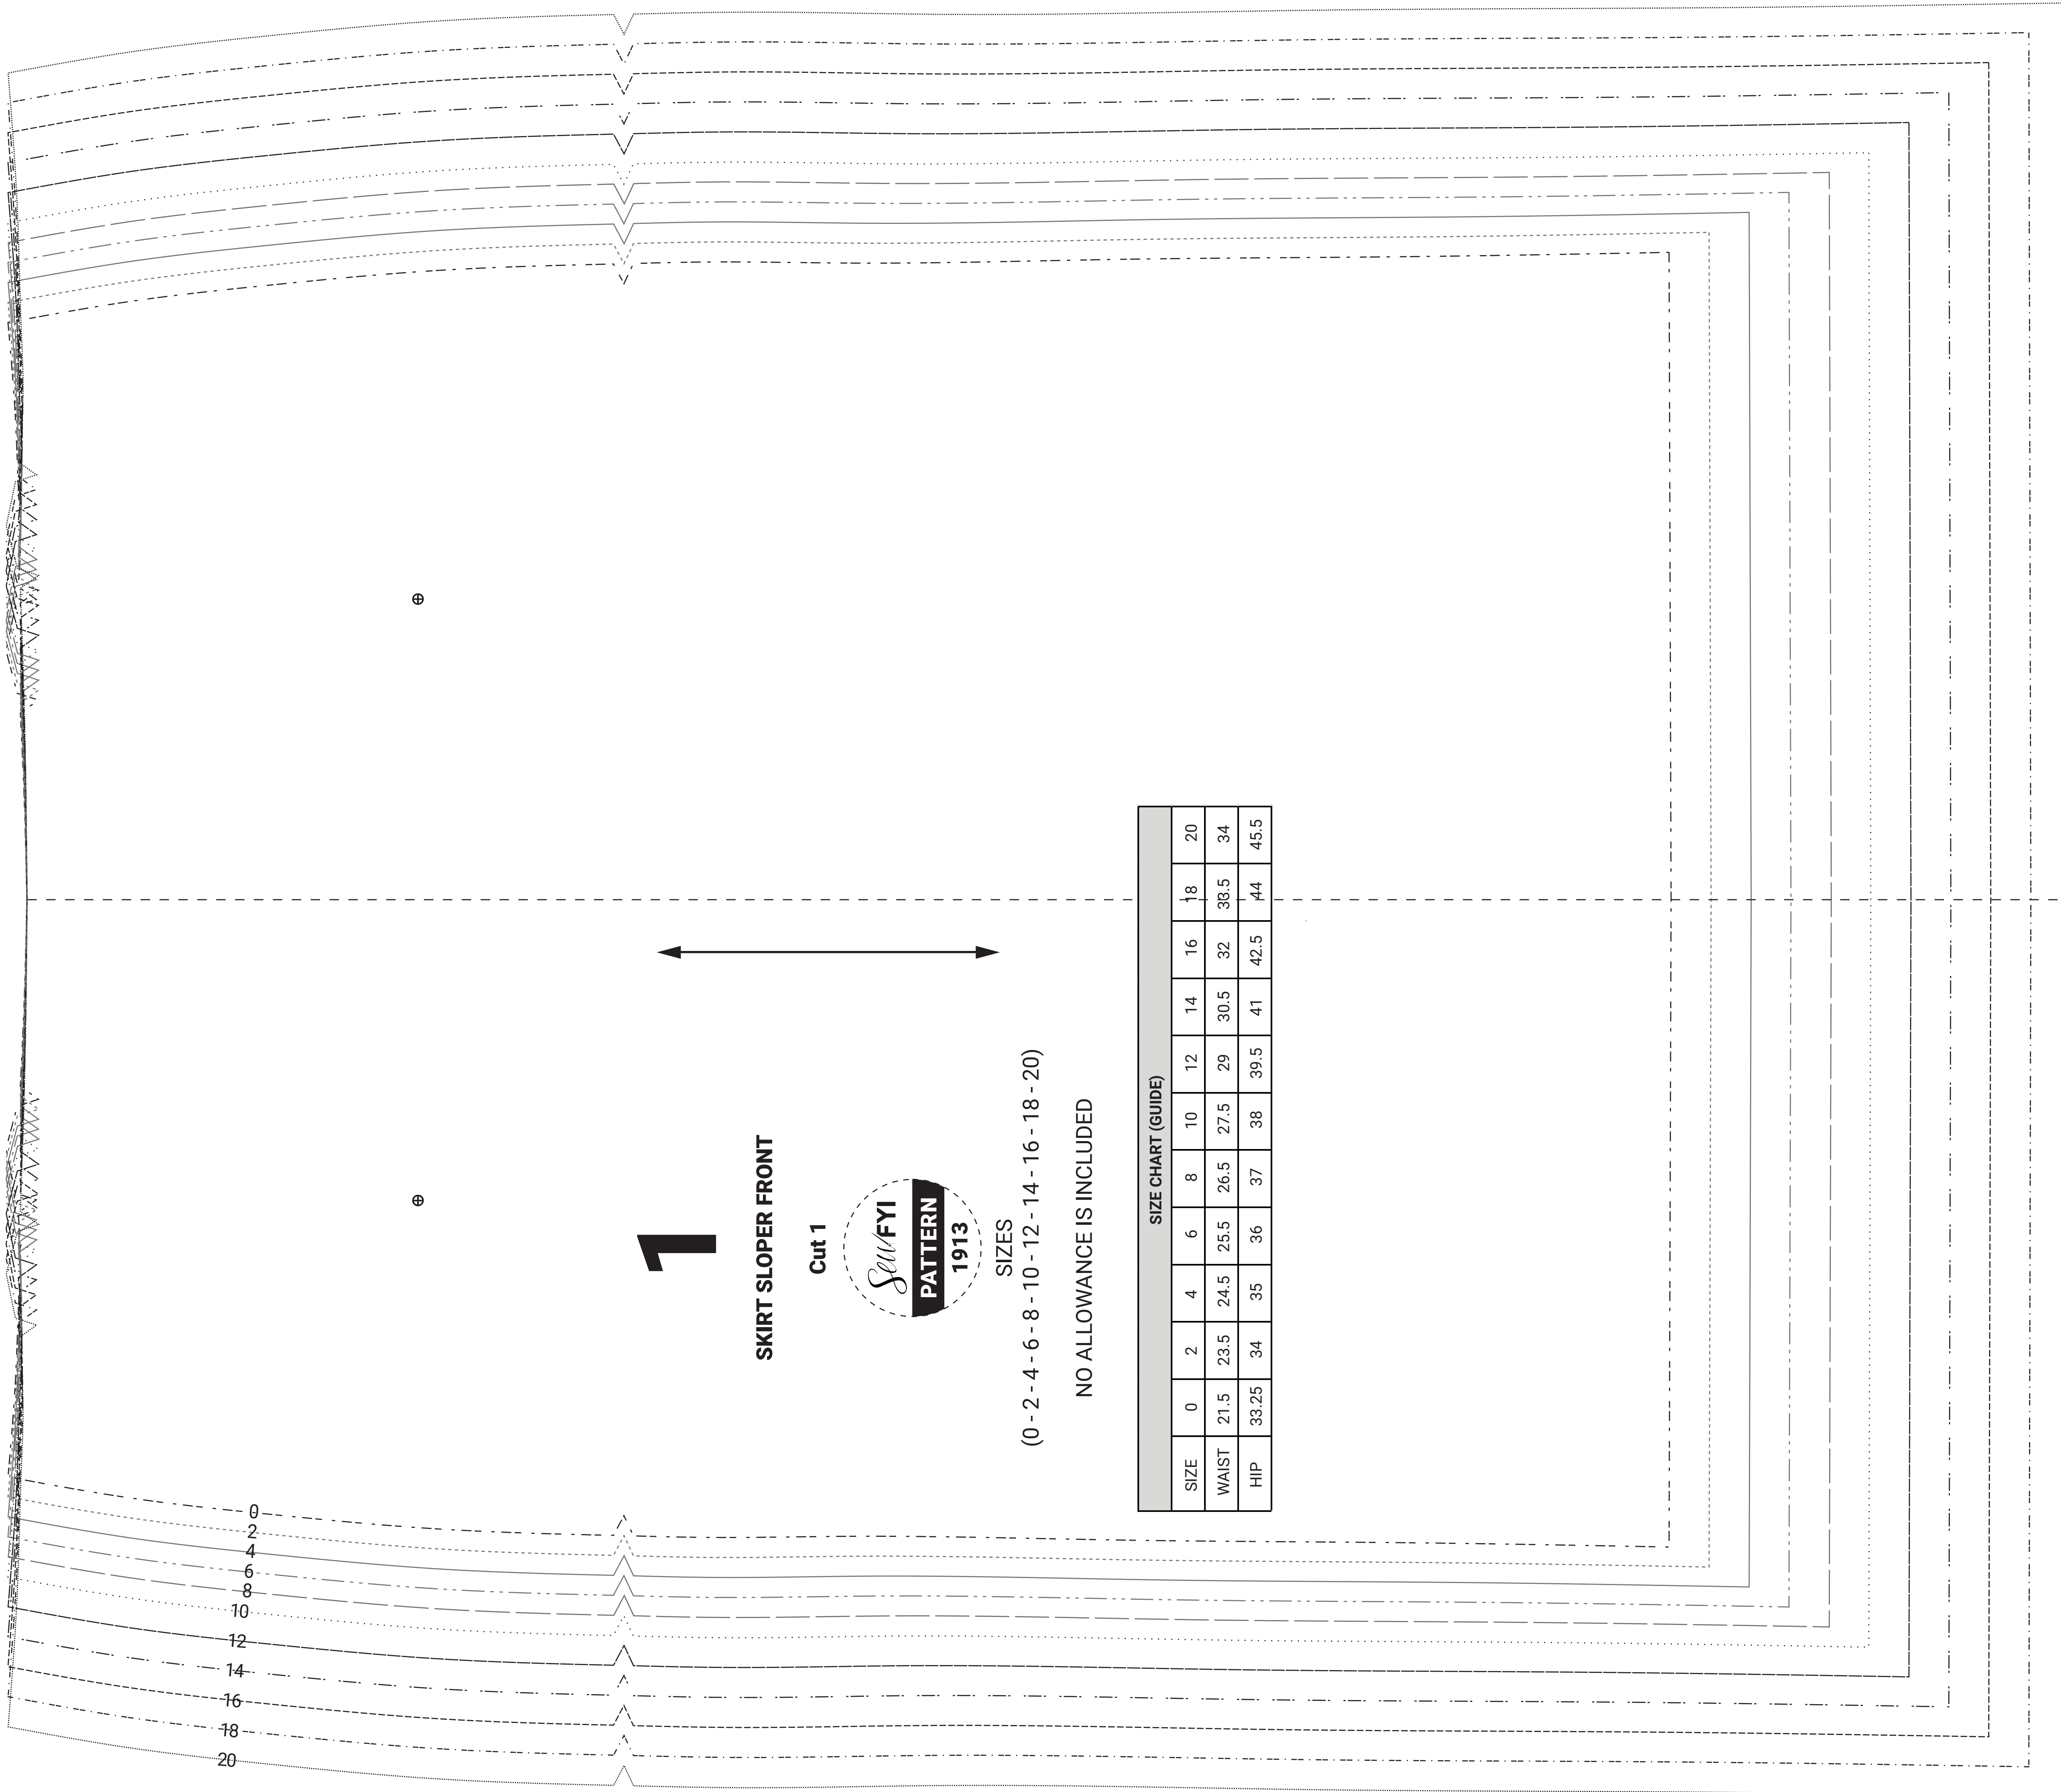 1
SKIRT SLOPER FRONT
Cut 1
Sew FYI
PATTERN
1913
SIZES
(0 - 2 - 4 - 6 - 8 - 10 - 12 - 14 - 16 - 18 - 20)
NO ALLOWANCE IS INCLUDED
SIZE CHART (GUIDE)
SIZE 0 2 4 6 8 10 12 14 16 18 20
WAIST 21.5 23.5 24.5 25.5 26.5 27.5 29 30.5 32 33.5 34
HIP 33.25 34 35 36 37 38 39.5 41 42.5 44 45.5
0
2
4
6
8
10
12
14
16
18
20